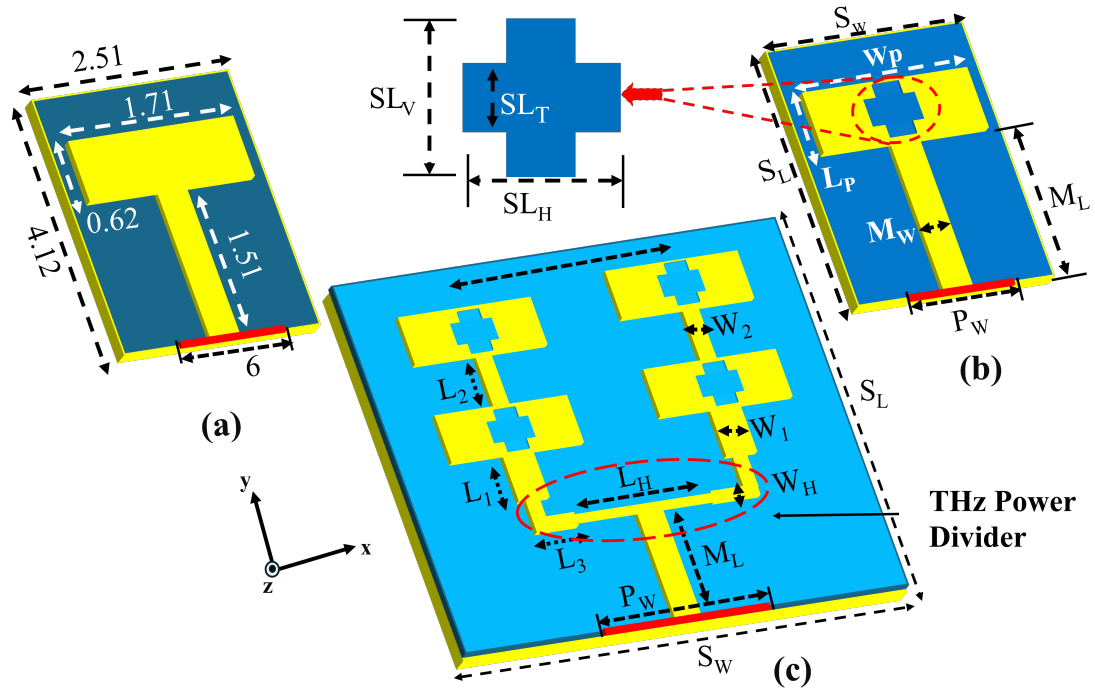 2.51
1.71
0.62
4.12
1.51
6
(a)
SL_V
SL_T
SL_H
S_W
Wp
S_L
L_P
M_W
M_L
P_W
(b)
W_2
L_2
S_L
W_1
L_1
L_H
W_H
L_3
M_L
THz Power
Divider
P_W
S_W
(c)
y
x
z